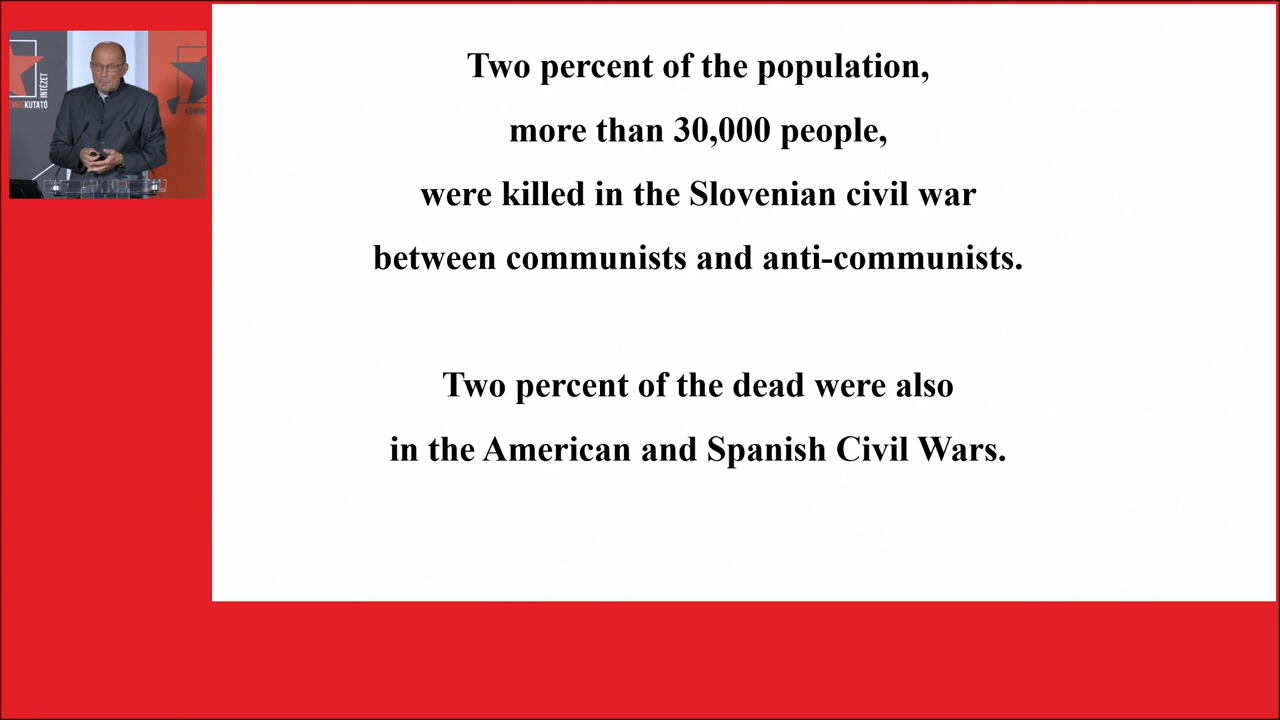 Two percent of the population,
more than 30,000 people,
were killed in the Slovenian civil war
between communists and anti-communists.
Two percent of the dead were also
in the American and Spanish Civil Wars.
KUTATÓ
INTÉZET